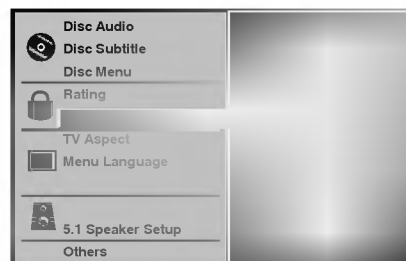 Disc Audio
Disc Subtitle
Disc Menu
Rating
TV Aspect
Menu Language
5.1 Speaker Setup
Others